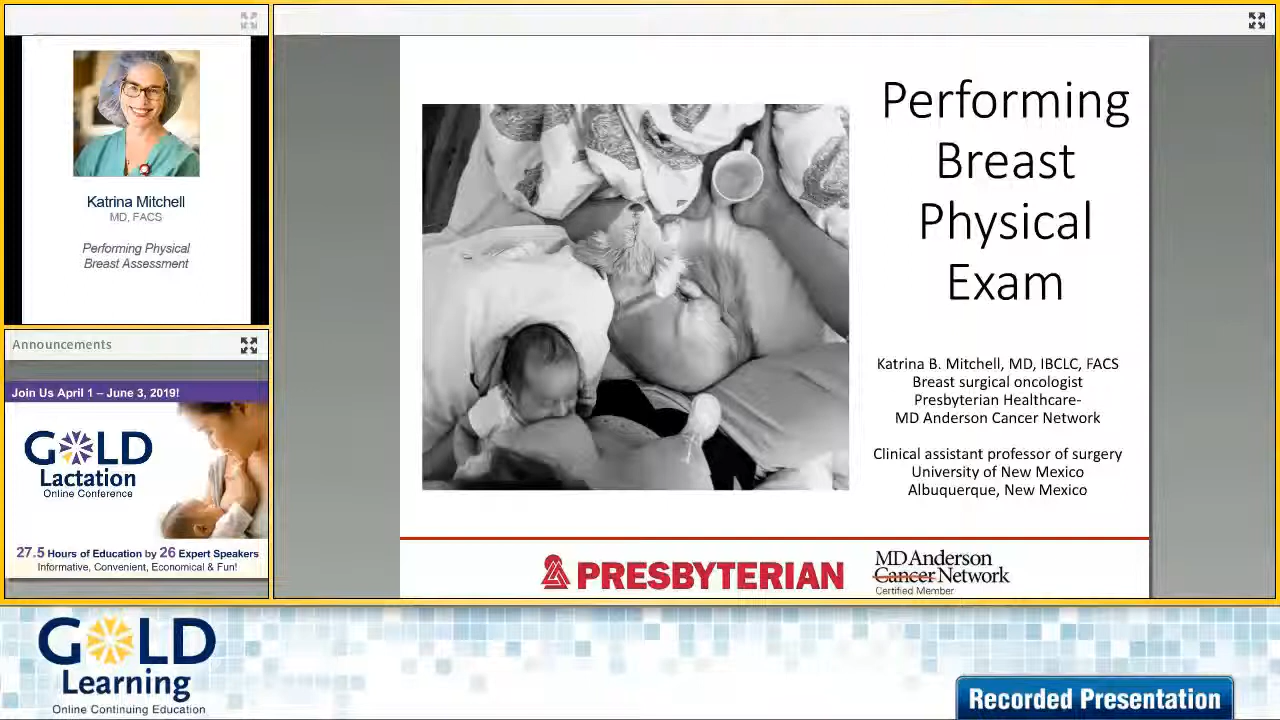 Katrina Mitchell
MD, FACS
Performing Physical
Breast Assessment
Announcements
Join Us April 1 – June 3, 2019!
GOLD
Lactation
Online Conference
27.5 Hours of Education by 26 Expert Speakers
Informative, Convenient, Economical & Fun!
Performing
Breast
Physical
Exam
Katrina B. Mitchell, MD, IBCLC, FACS
Breast surgical oncologist
Presbyterian Healthcare-
MD Anderson Cancer Network
Clinical assistant professor of surgery
University of New Mexico
Albuquerque, New Mexico
PRESBYTERIAN
MD Anderson
Cancer Network
Certified Member
GOLD
Learning
Online Continuing Education
Recorded Presentation